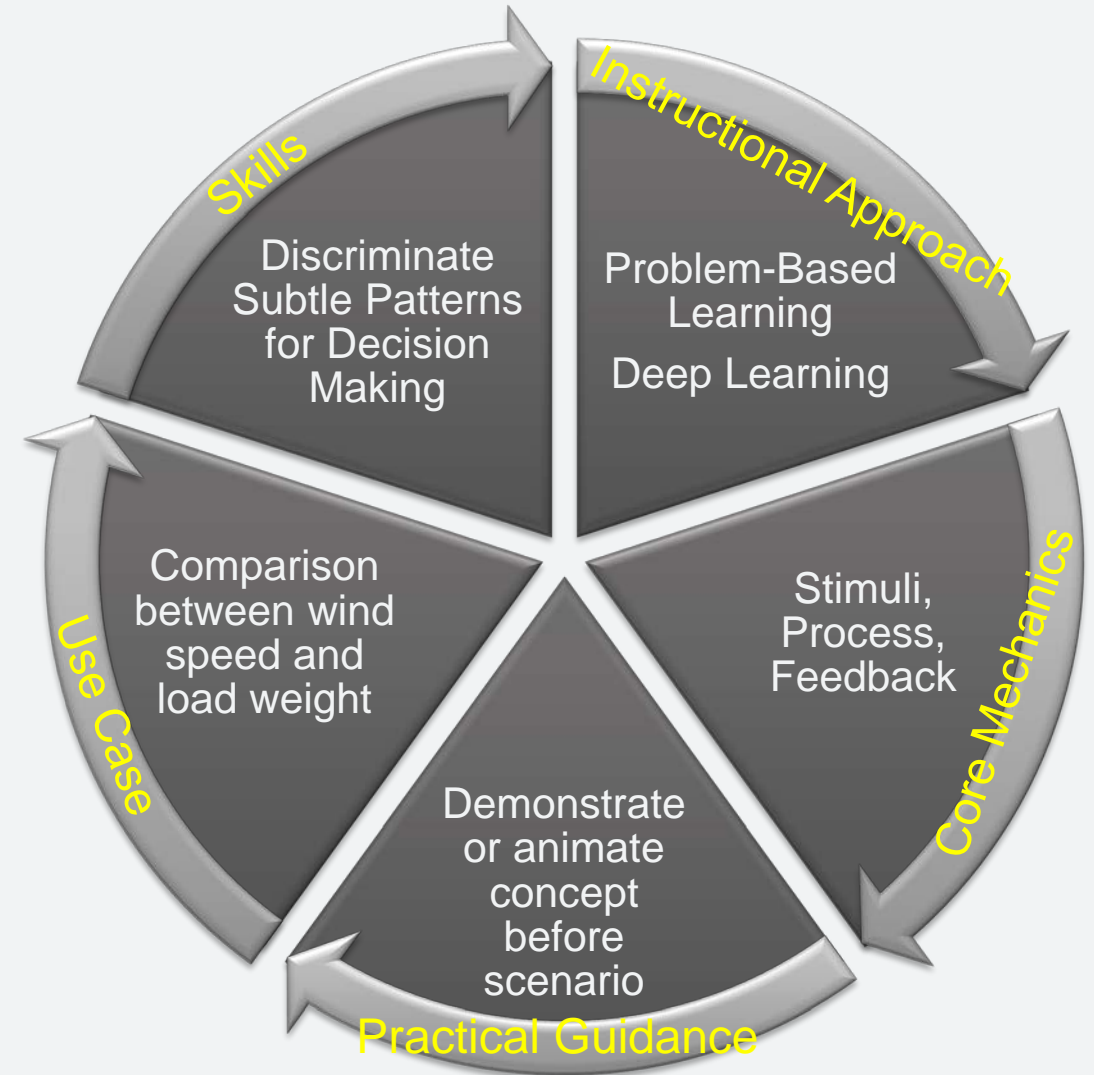 Skills
Discriminate
Subtle Patterns
for Decision
Making
Instructional Approach
Problem-Based
Learning
Deep Learning
Core Mechanics
Stimuli,
Process,
Feedback
Practical Guidance
Demonstrate
or animate
concept
before
scenario
Use Case
Comparison
between wind
speed and
load weight